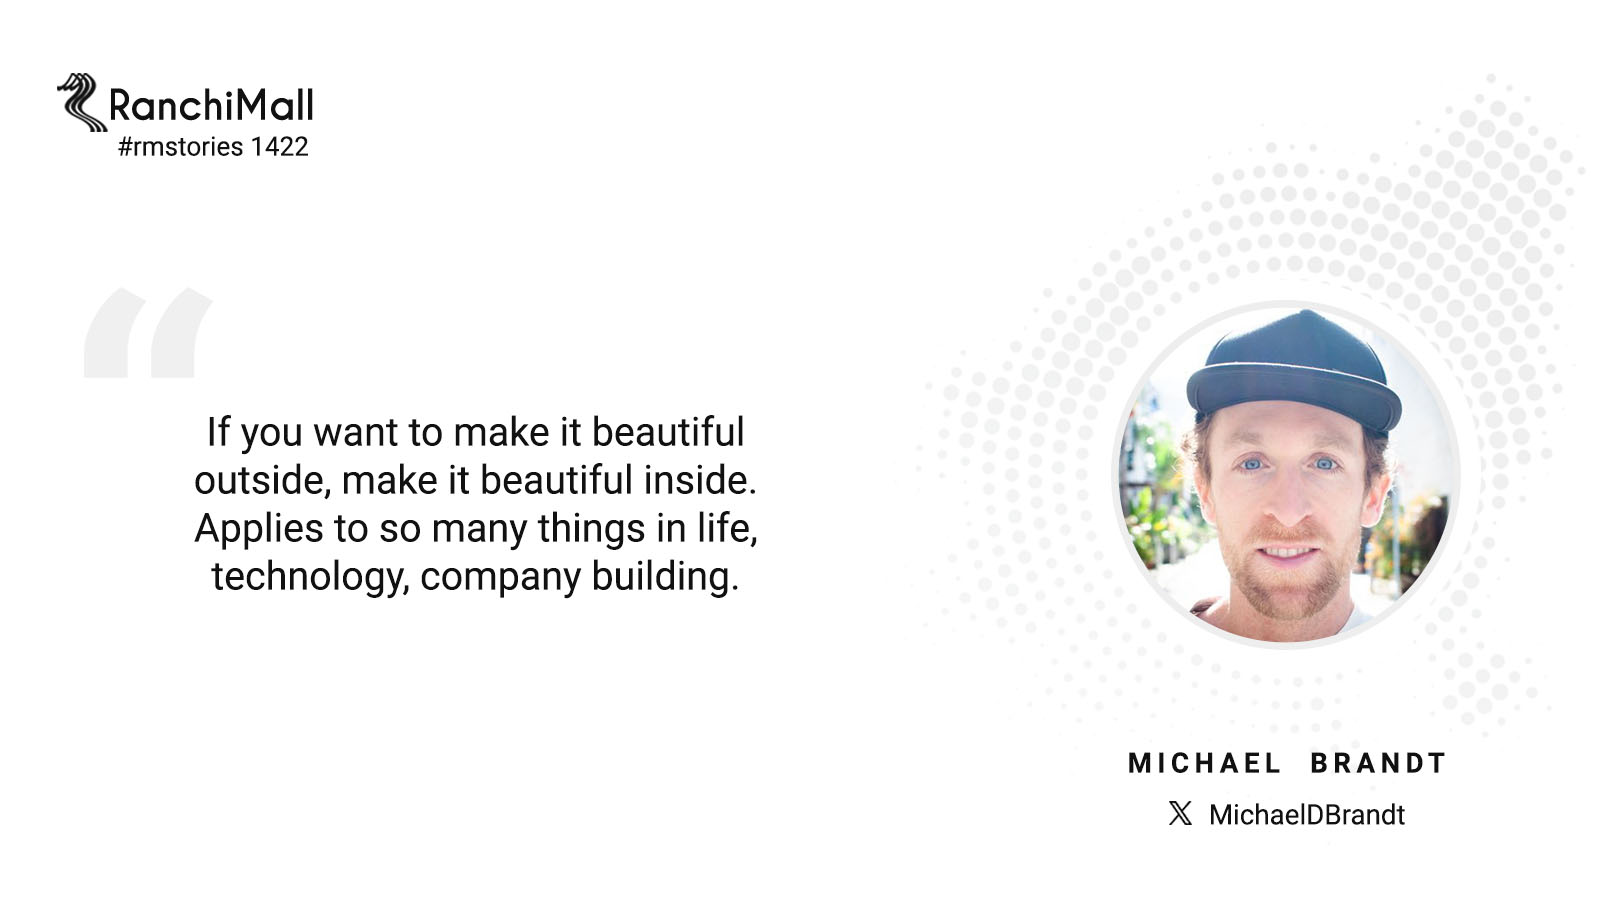 RanchiMall
#rmstories 1422
“
If you want to make it beautiful
outside, make it beautiful inside.
Applies to so many things in life,
technology, company building.
MICHAEL BRANDT
X MichaelDBrandt